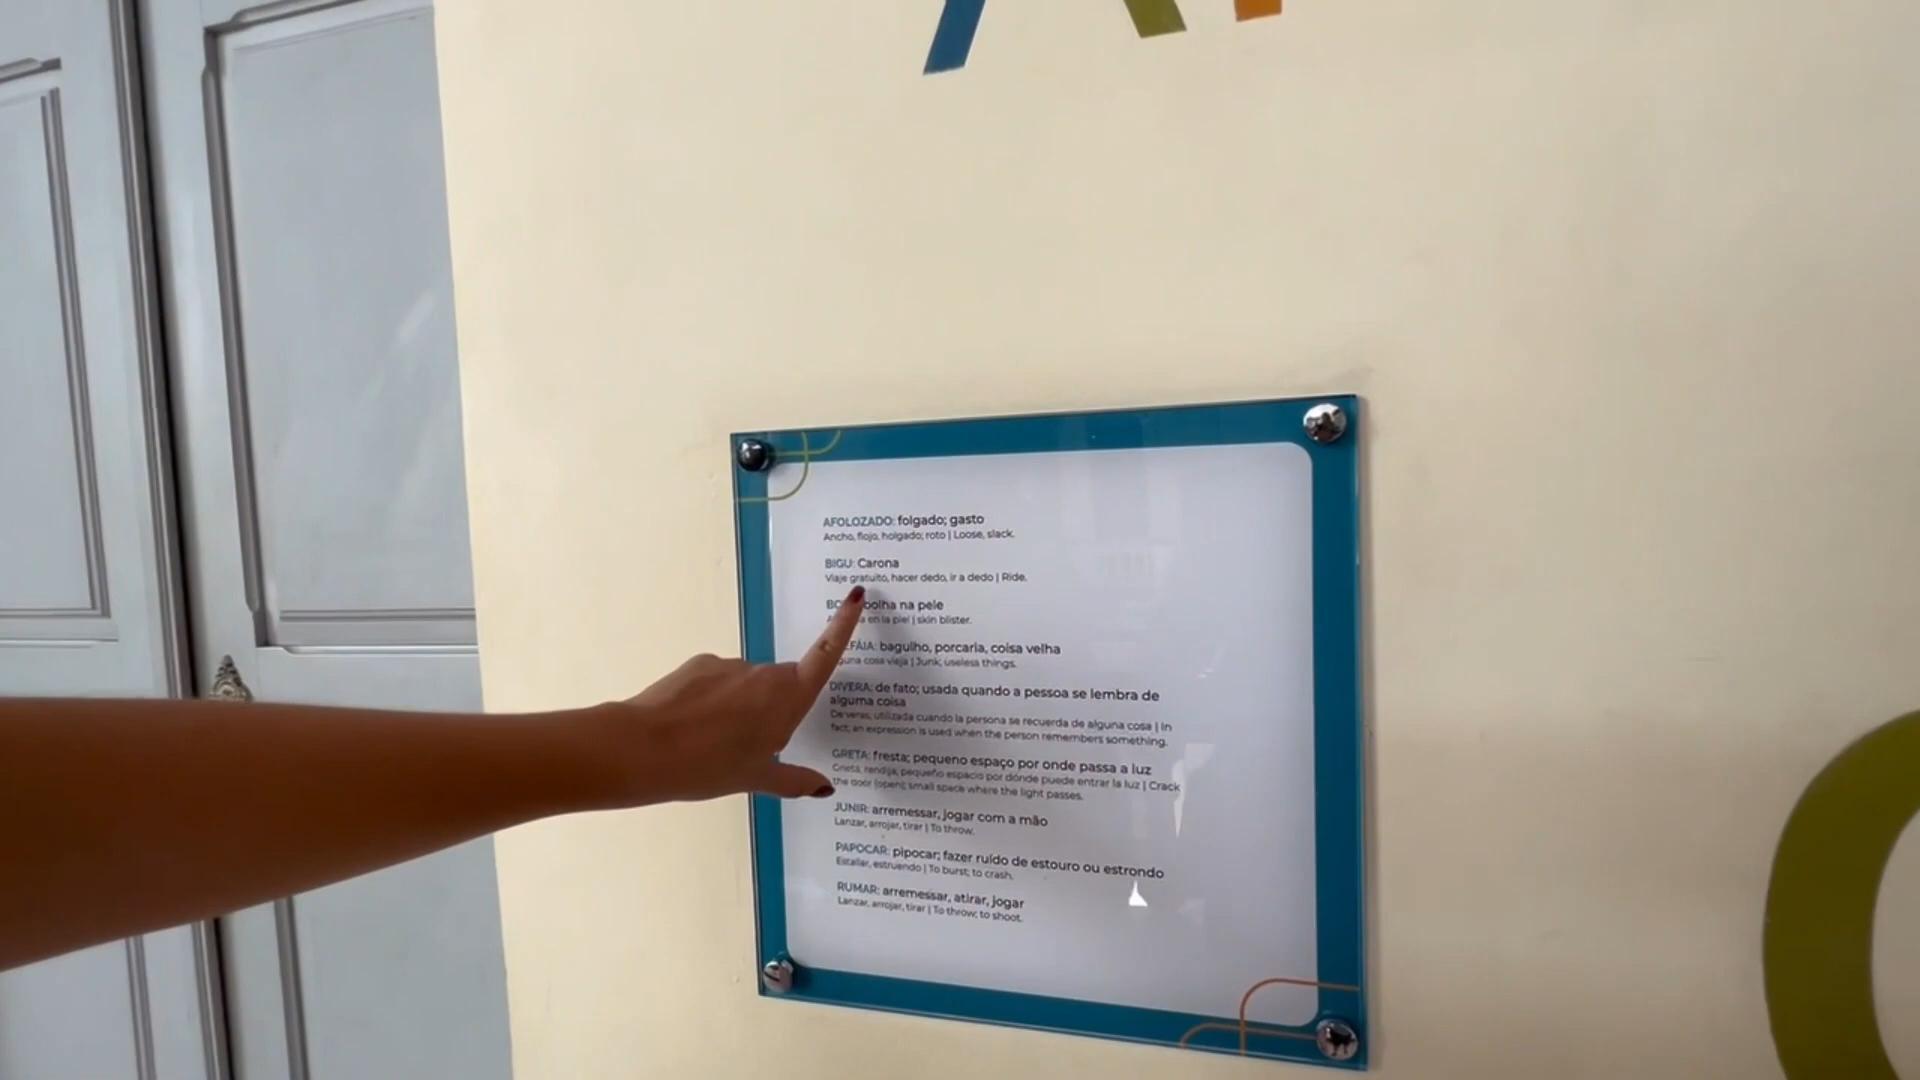 AFOLOZADO: folgado; gasto
Ancho, flojo, holgado; roto | Loose, slack.
BIGU: Carona
Viaje gratuito, hacer dedo, ir a dedo | Ride.
bolha na pele
en la piel | skin blister.
bagulho, porcaria, coisa velha
cosa vieja | Junk; useless things.
DIVERA: de fato; usada quando a pessoa se lembra de
alguma coisa
De veras, utilizada cuando la persona se recuerda de alguna cosa | In
fact; an expression is used when the person remembers something.
GRETA: fresta; pequeno espaço por onde passa a luz
Grieta, rendija, pequeño espacio por dónde puede entrar la luz | Crack
the door (open); small space where the light passes.
JUNIR: arremessar, jogar com a mão
Lanzar, arrojar, tirar | To throw.
PAPOCAR: pipocar; fazer ruído de estouro ou estrondo
Estallar, estruendo | To burst; to crash.
RUMAR: arremessar, atirar, jogar
Lanzar, arrojar, tirar | To throw; to shoot.